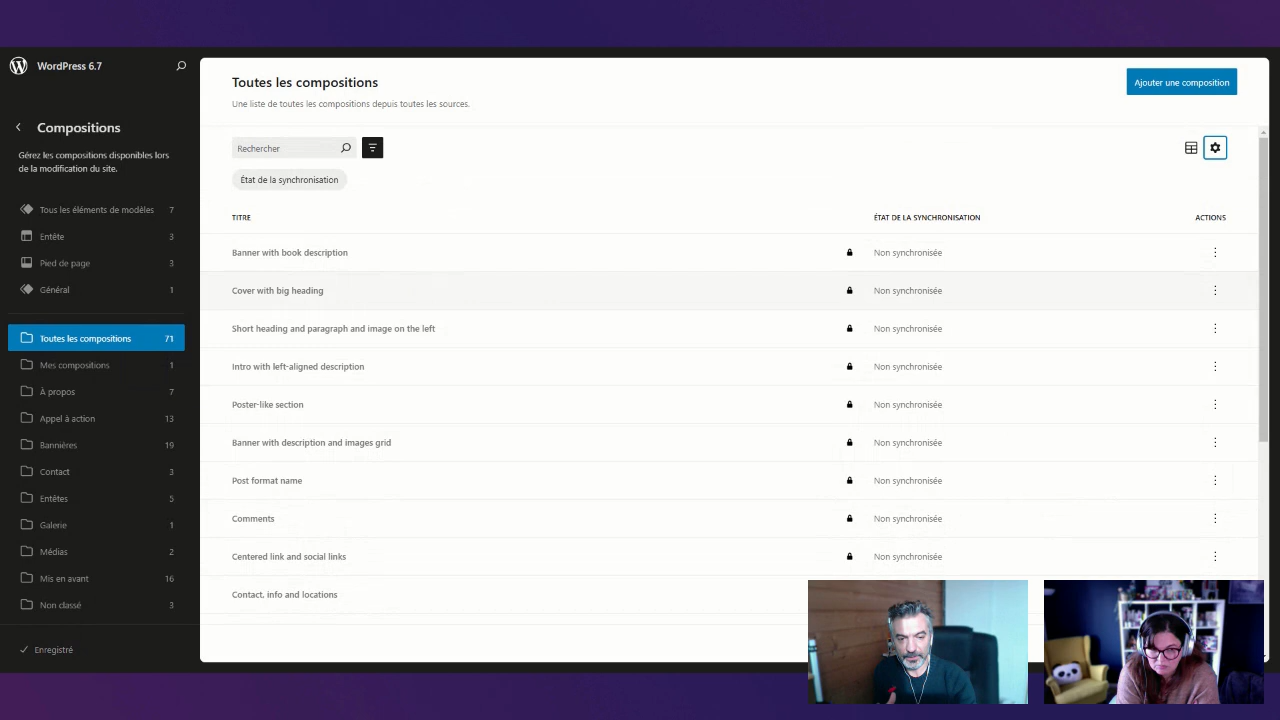 WordPress 6.7
Compositions
Gérez les compositions disponibles lors
de la modification du site.
Tous les éléments de modèles 7
Entête 3
Pied de page 3
Général 1
Toutes les compositions 71
Mes compositions 1
À propos 7
Appel à action 13
Bannières 19
Contact 3
Entêtes 5
Galerie 1
Médias 2
Mis en avant 16
Non classé 3
Enregistré
Toutes les compositions
Une liste de toutes les compositions depuis toutes les sources.
Ajouter une composition
Rechercher
État de la synchronisation
TITRE ÉTAT DE LA SYNCHRONISATION ACTIONS
Banner with book description Non synchronisée
Cover with big heading Non synchronisée
Short heading and paragraph and image on the left Non synchronisée
Intro with left-aligned description Non synchronisée
Poster-like section Non synchronisée
Banner with description and images grid Non synchronisée
Post format name Non synchronisée
Comments Non synchronisée
Centered link and social links Non synchronisée
Contact, info and locations